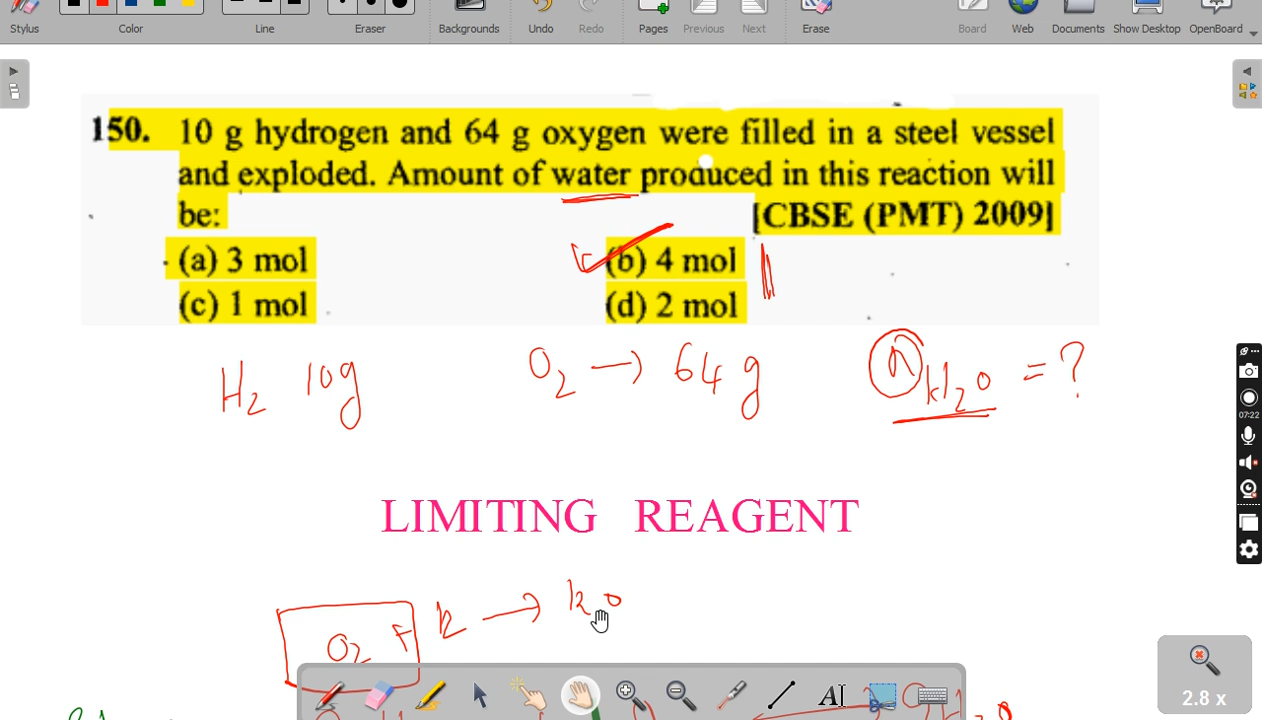 Stylus Color Line Eraser Backgrounds Undo Redo Pages Previous Next Erase Board Web Documents Show Desktop OpenBoard
150. 10 g hydrogen and 64 g oxygen were filled in a steel vessel
and exploded. Amount of water produced in this reaction will
be: [CBSE (PMT) 2009]
(a) 3 mol (b) 4 mol
(c) 1 mol (d) 2 mol
H2 10g O2 → 64 g n H2O = ?
07:22
LIMITING REAGENT
O2 +
2.8 x